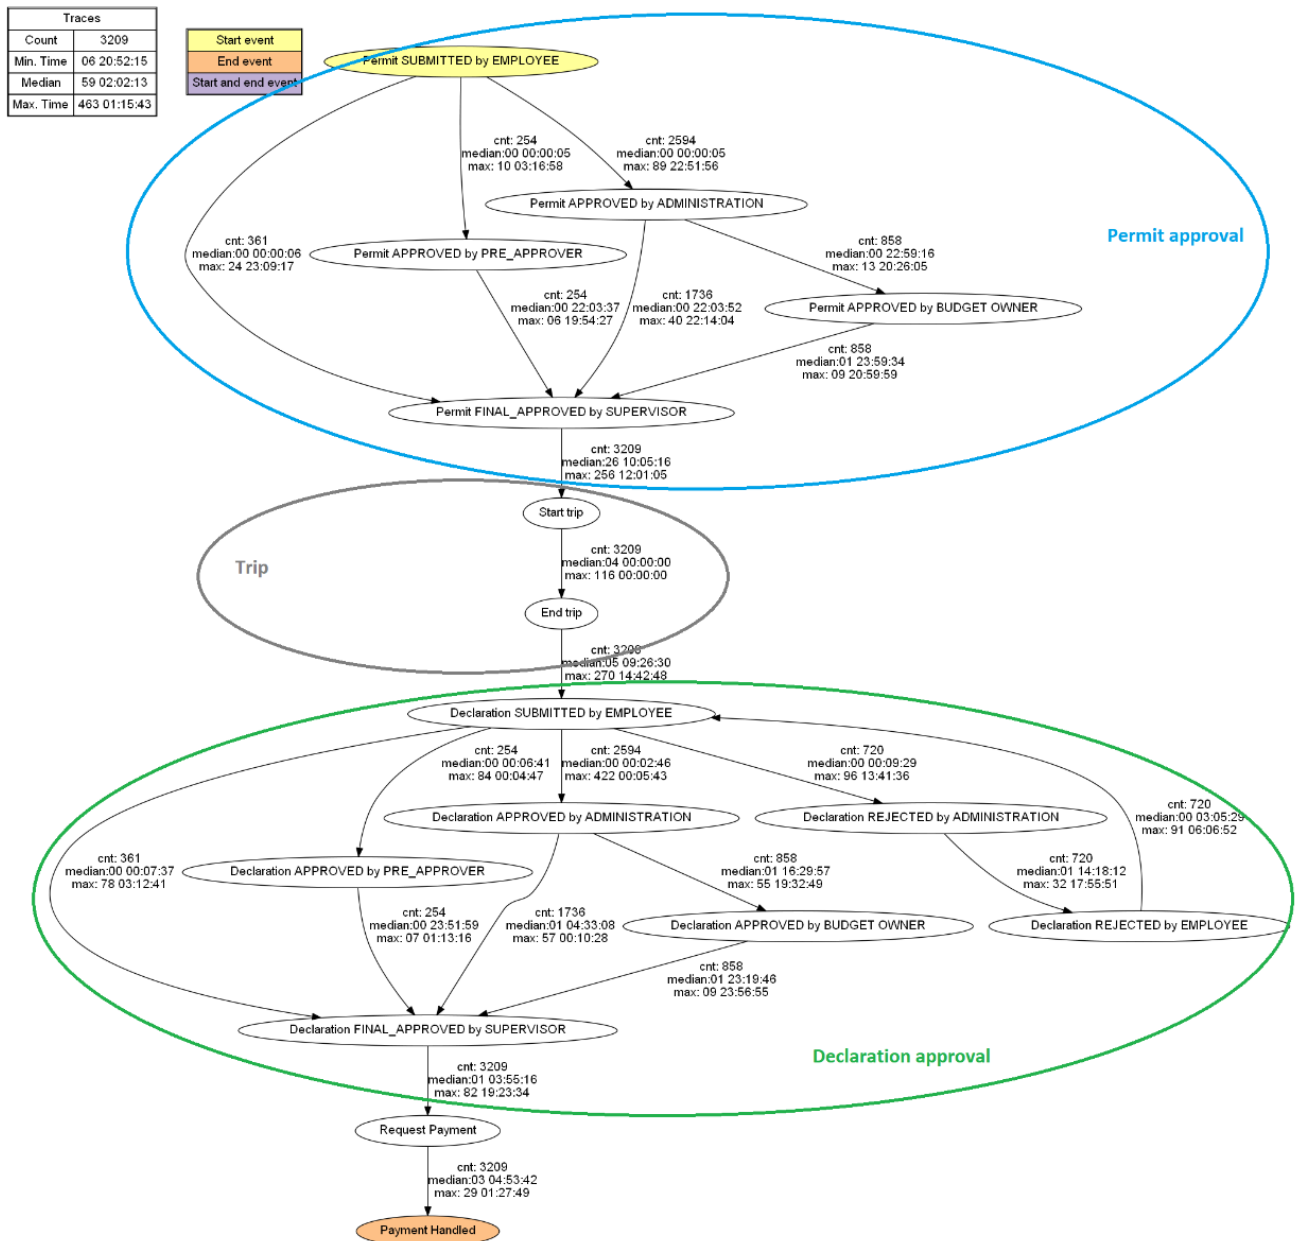 Traces
Count 3209
Min. Time 06 20:52:15
Median 59 02:02:13
Max. Time 463 01:15:43
Start event
End event
Start and end event
Permit SUBMITTED by EMPLOYEE
cnt: 254
median:00 00:00:05
max: 10 03:16:58
cnt: 2594
median:00 00:00:05
max: 89 22:51:56
Permit APPROVED by ADMINISTRATION
cnt: 361
median:00 00:00:06
max: 24 23:09:17
Permit APPROVED by PRE_APPROVER
cnt: 858
median:00 22:59:16
max: 13 20:26:05
Permit approval
cnt: 254
median:00 22:03:37
max: 06 19:54:27
cnt: 1736
median:00 22:03:52
max: 40 22:14:04
Permit APPROVED by BUDGET OWNER
cnt: 858
median:01 23:59:34
max: 09 20:59:59
Permit FINAL_APPROVED by SUPERVISOR
cnt: 3209
median:26 10:05:16
max: 256 12:01:05
Start trip
Trip
cnt: 3209
median:04 00:00:00
max: 116 00:00:00
End trip
cnt: 3209
median:05 09:26:30
max: 270 14:42:48
Declaration SUBMITTED by EMPLOYEE
cnt: 254
median:00 00:06:41
max: 84 00:04:47
cnt: 2594
median:00 00:02:46
max: 422 00:05:43
cnt: 720
median:00 00:09:29
max: 96 13:41:36
cnt: 720
median:00 03:05:29
max: 91 06:06:52
Declaration APPROVED by ADMINISTRATION
Declaration REJECTED by ADMINISTRATION
cnt: 361
median:00 00:07:37
max: 78 03:12:41
Declaration APPROVED by PRE_APPROVER
cnt: 858
median:01 16:29:57
max: 55 19:32:49
cnt: 720
median:01 14:18:12
max: 32 17:55:51
cnt: 254
median:00 23:51:59
max: 07 01:13:16
cnt: 1736
median:01 04:33:08
max: 57 00:10:28
Declaration APPROVED by BUDGET OWNER
Declaration REJECTED by EMPLOYEE
cnt: 858
median:01 23:19:46
max: 09 23:56:55
Declaration FINAL_APPROVED by SUPERVISOR
Declaration approval
cnt: 3209
median:01 03:55:16
max: 82 19:23:34
Request Payment
cnt: 3209
median:03 04:53:42
max: 29 01:27:49
Payment Handled